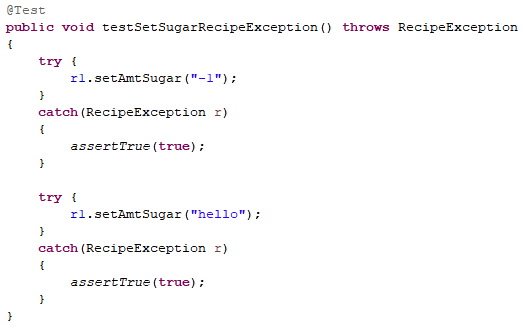 @Test
public void testSetSugarRecipeException() throws RecipeException
{
    try {
        r1.setAmtSugar("-1");
    }
    catch(RecipeException r)
    {
        assertTrue(true);
    }

    try {
        r1.setAmtSugar("hello");
    }
    catch(RecipeException r)
    {
        assertTrue(true);
    }
}